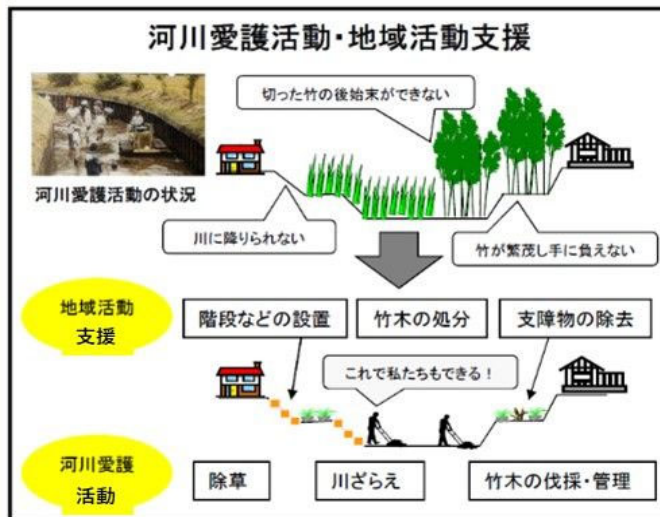 河川愛護活動・地域活動支援
切った竹の後始末ができない
河川愛護活動の状況
川に降りられない
竹が繁茂し手に負えない
地域活動
支援
階段などの設置
竹木の処分
支障物の除去
これで私たちもできる！
河川愛護
活動
除草
川ざらえ
竹木の伐採・管理